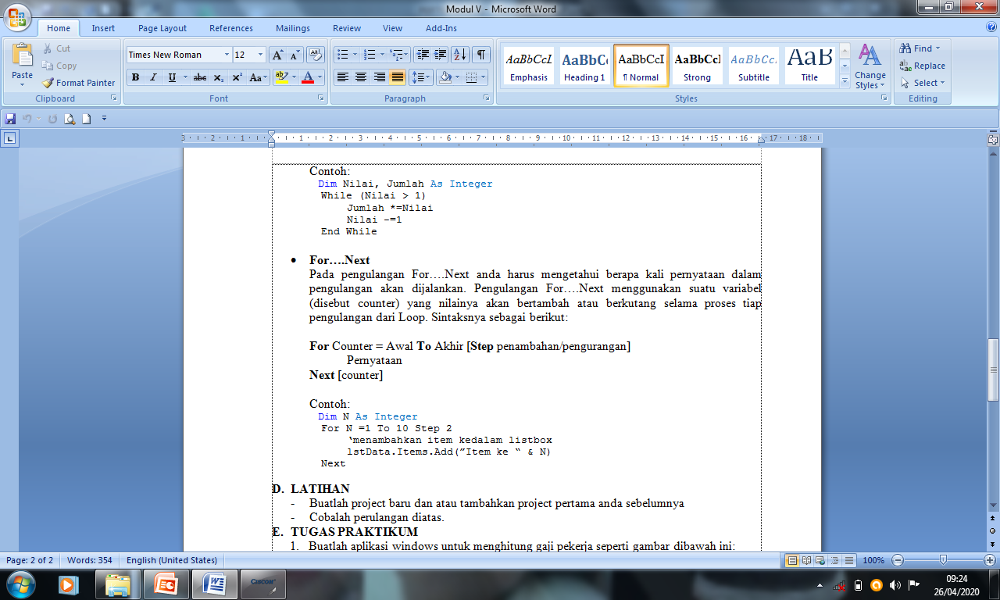 Modul V - Microsoft Word
Home Insert Page Layout References Mailings Review View Add-Ins
Paste
Cut
Copy
Format Painter
Clipboard
Times New Roman 12
B I U abc X₂ X² Aa
Font
Paragraph
AaBbCcL AaBbCc AaBbCcI AaBbCcl AaBbCc. AaB
Emphasis Heading 1 ¶ Normal Strong Subtitle Title
Change Styles
Styles
Find
Replace
Select
Editing
3 2 1 1 2 3 4 5 6 7 8 9 10 11 12 13 14 15 16 17 18
Contoh:
Dim Nilai, Jumlah As Integer
While (Nilai > 1)
Jumlah *=Nilai
Nilai -=1
End While
• For….Next
Pada pengulangan For….Next anda harus mengetahui berapa kali pernyataan dalam
pengulangan akan dijalankan. Pengulangan For….Next menggunakan suatu variabel
(disebut counter) yang nilainya akan bertambah atau berkutang selama proses tiap
pengulangan dari Loop. Sintaksnya sebagai berikut:
For Counter = Awal To Akhir [Step penambahan/pengurangan]
Pernyataan
Next [counter]
Contoh:
Dim N As Integer
For N =1 To 10 Step 2
‘menambahkan item kedalam listbox
lstData.Items.Add(”Item ke “ & N)
Next
D. LATIHAN
- Buatlah project baru dan atau tambahkan project pertama anda sebelumnya
- Cobalah perulangan diatas.
E. TUGAS PRAKTIKUM
1. Buatlah aplikasi windows untuk menghitung gaji pekerja seperti gambar dibawah ini:
Page: 2 of 2 Words: 354 English (United States) 100%
09:24
26/04/2020